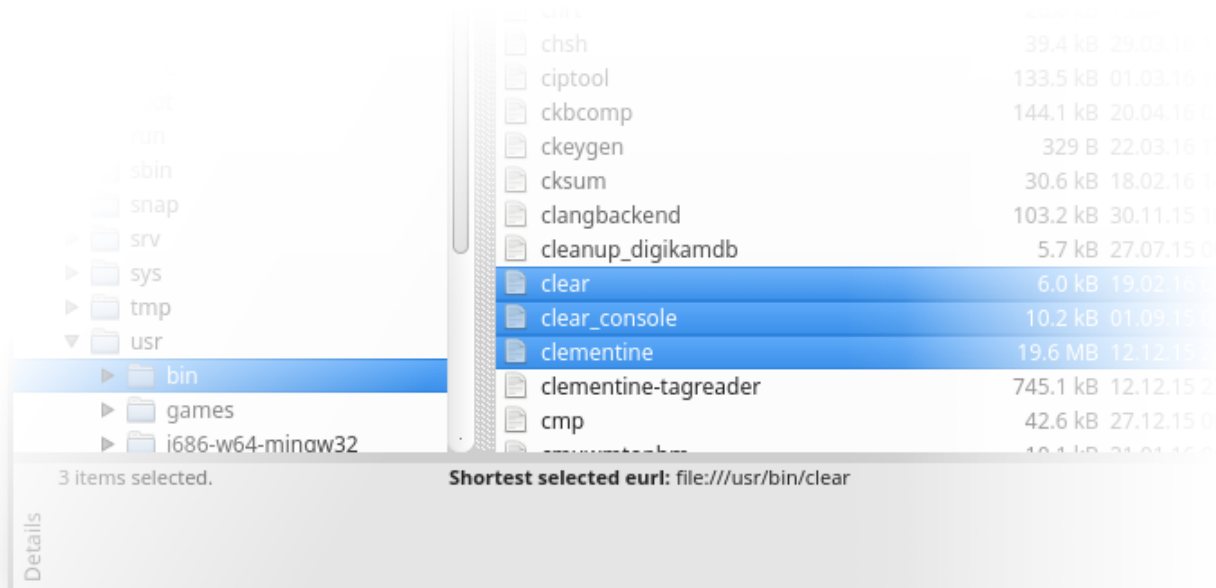 chsh 39.4 kB
ciptool 133.5 kB 01.03.16
ckbcomp 144.1 kB 20.04.16
run
ckeygen 329 B 22.03.16
sbin
cksum 30.6 kB 18.02.16
snap
clangbackend 103.2 kB 30.11.15
srv
cleanup_digikamdb 5.7 kB 27.07.15
sys
clear 6.0 kB 19.02.16
tmp
clear_console 10.2 kB 01.09.15
usr
clementine 19.6 MB 12.12.15
bin
clementine-tagreader 745.1 kB 12.12.15
games
cmp 42.6 kB 27.12.15
i686-w64-mingw32
3 items selected.
Shortest selected eurl: file:///usr/bin/clear
Details